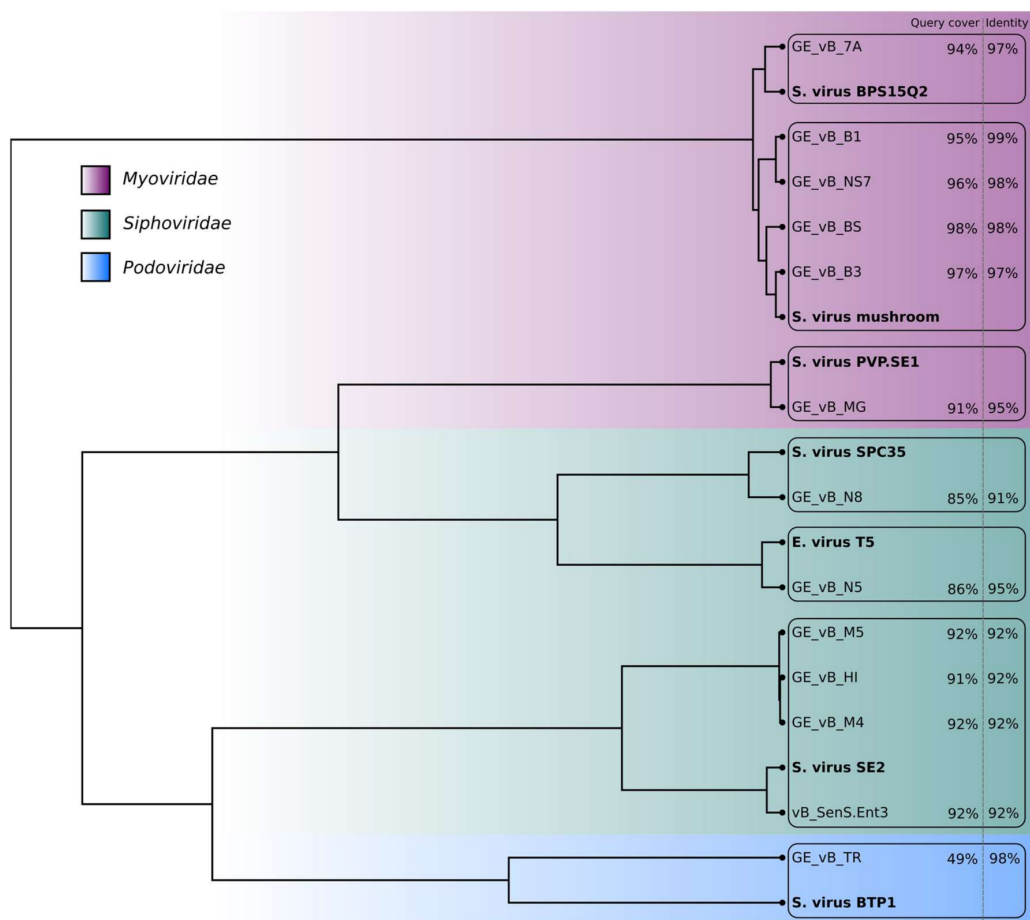 Query cover Identity
GE_vB_7A 94% 97%
S. virus BPS15Q2
GE_vB_B1 95% 99%
Myoviridae
GE_vB_NS7 96% 98%
Siphoviridae
GE_vB_BS 98% 98%
Podoviridae
GE_vB_B3 97% 97%
S. virus mushroom
S. virus PVP.SE1
GE_vB_MG 91% 95%
S. virus SPC35
GE_vB_N8 85% 91%
E. virus T5
GE_vB_N5 86% 95%
GE_vB_M5 92% 92%
GE_vB_HI 91% 92%
GE_vB_M4 92% 92%
S. virus SE2
vB_SenS.Ent3 92% 92%
GE_vB_TR 49% 98%
S. virus BTP1